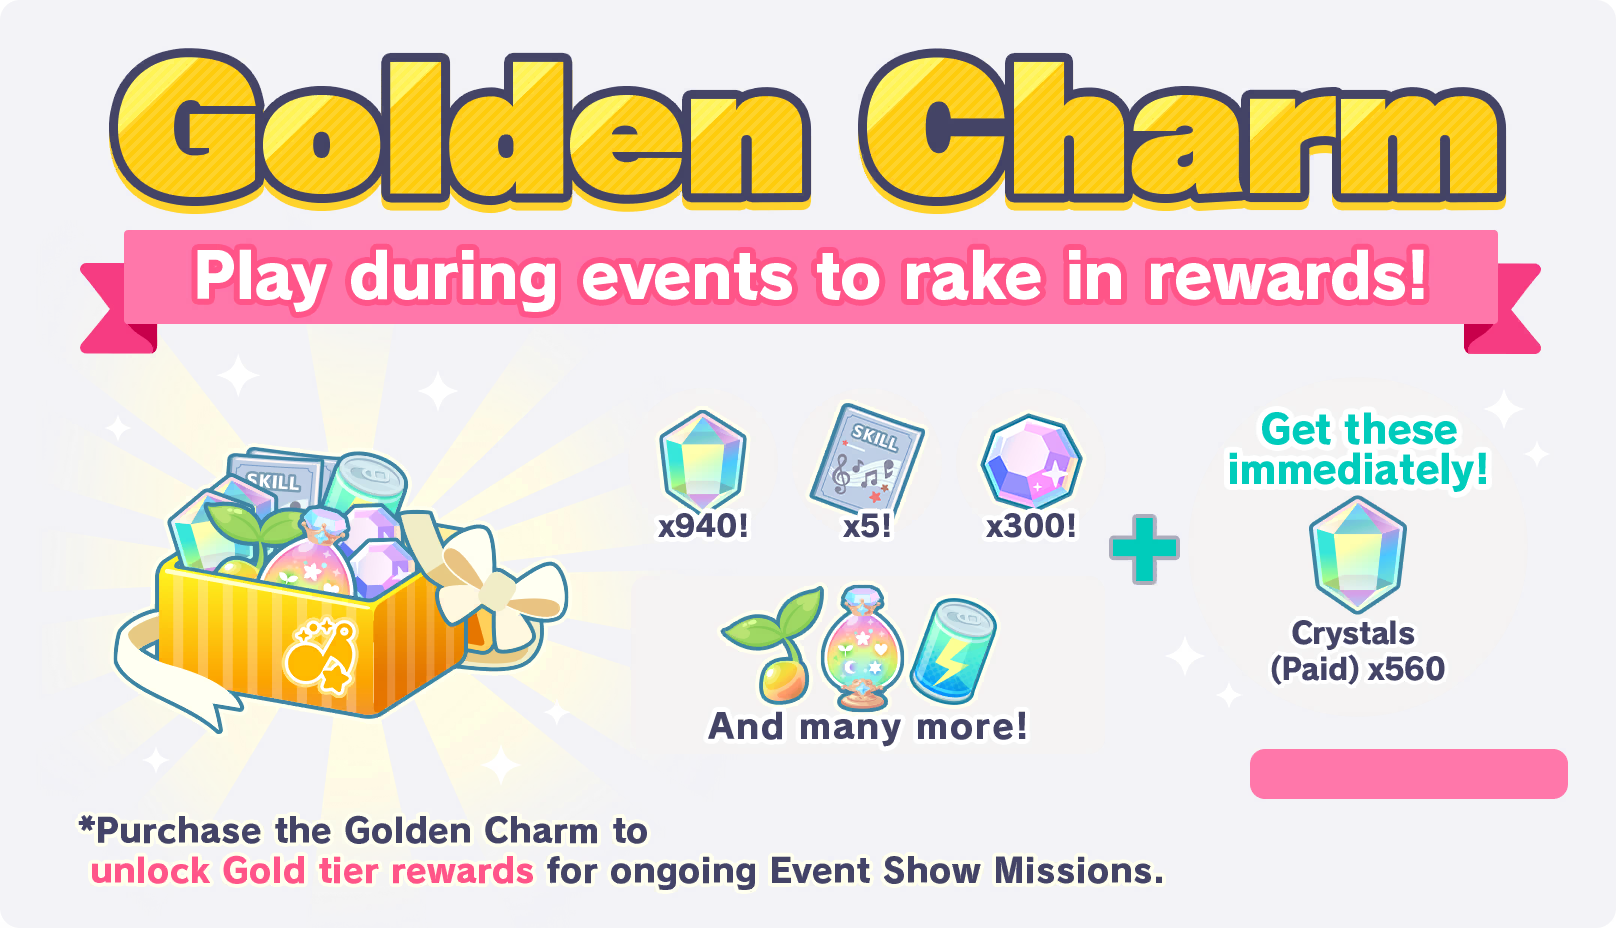 Golden Charm
Play during events to rake in rewards!
SKILL
SKILL
x940!
x5!
x300!
And many more!
Get these
immediately!
Crystals
(Paid) x560
*Purchase the Golden Charm to
unlock Gold tier rewards for ongoing Event Show Missions.